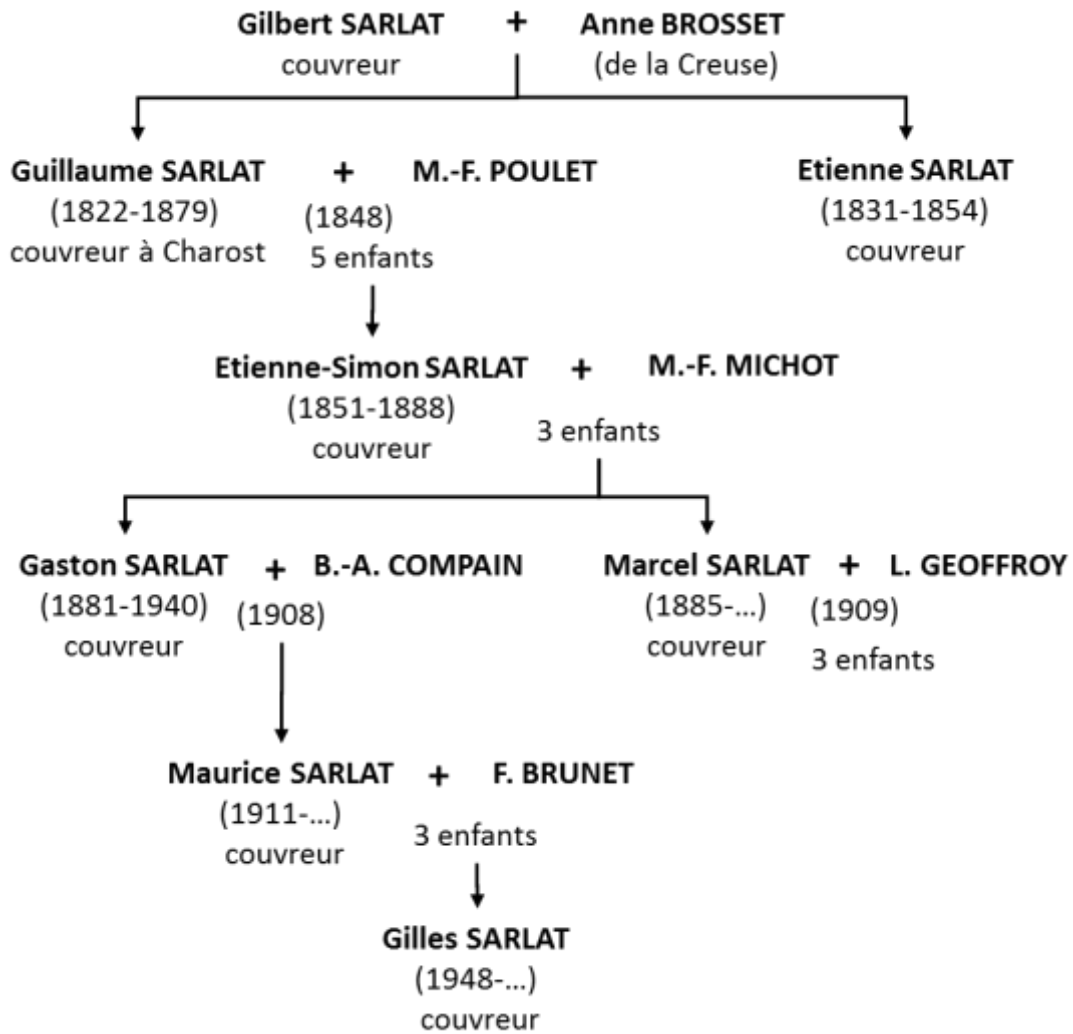 Gilbert SARLAT + Anne BROSSET
couvreur (de la Creuse)
Guillaume SARLAT + M.-F. POULET Etienne SARLAT
(1822-1879) (1848) (1831-1854)
couvreur à Charost 5 enfants couvreur
Etienne-Simon SARLAT + M.-F. MICHOT
(1851-1888)
couvreur 3 enfants
Gaston SARLAT + B.-A. COMPAIN Marcel SARLAT + L. GEOFFROY
(1881-1940) (1908) (1885-...) (1909)
couvreur couvreur 3 enfants
Maurice SARLAT + F. BRUNET
(1911-...)
couvreur 3 enfants
Gilles SARLAT
(1948-...)
couvreur